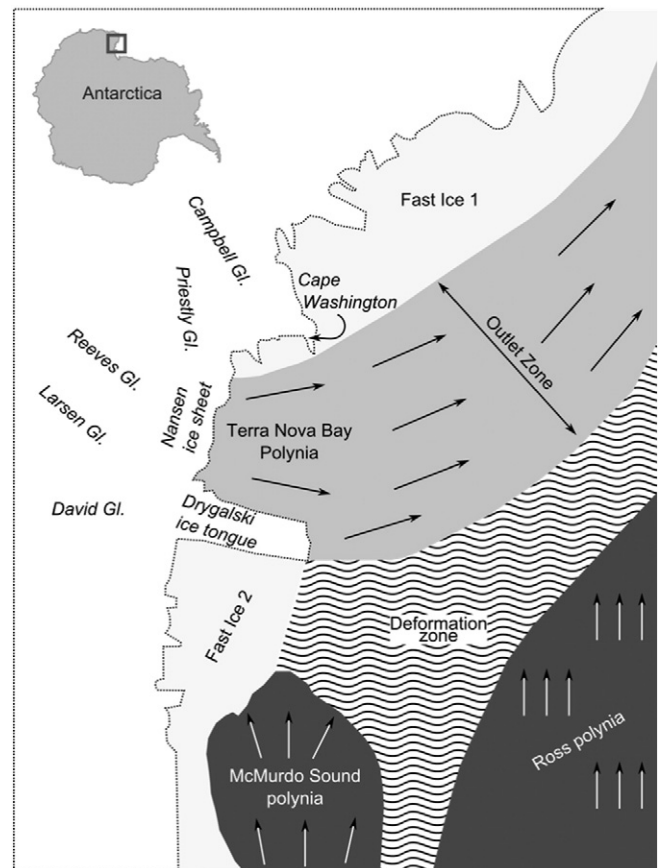 Antarctica
Campbell Gl.
Fast Ice 1
Priestly Gl.
Cape
Washington
Reeves Gl.
Larsen Gl.
Nansen
ice sheet
Outlet Zone
Terra Nova Bay
Polynia
David Gl.
Drygalski
ice tongue
Fast Ice 2
Deformation
zone
Ross polynia
McMurdo Sound
polynia